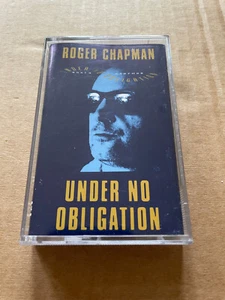 ROGER CHAPMAN
UNDER NO
OBLIGATION